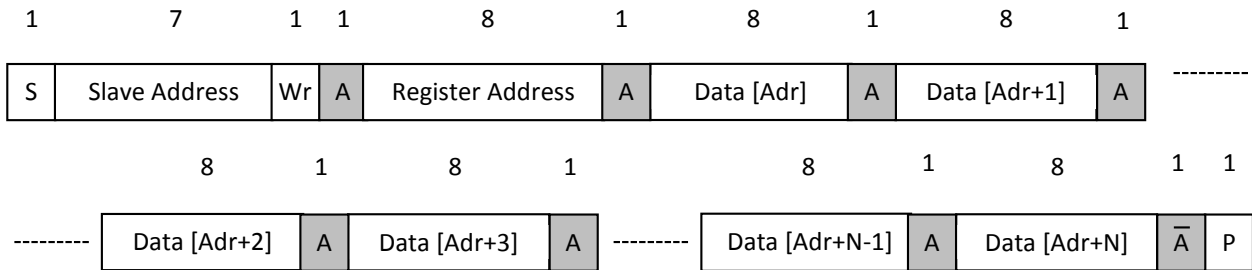 1 7 1 1 8 1 8 1 8 1
S Slave Address Wr A Register Address A Data [Adr] A Data [Adr+1] A
8 1 8 1 8 1 8 1 1
Data [Adr+2] A Data [Adr+3] A Data [Adr+N-1] A Data [Adr+N] A̅ P